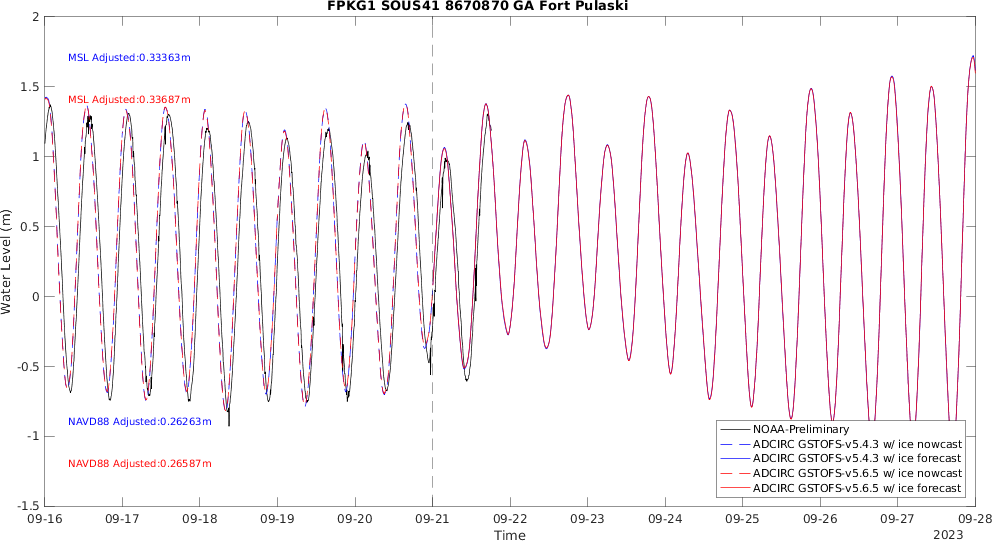 FPKG1 SOUS41 8670870 GA Fort Pulaski
2
1.5
1
0.5
0
-0.5
-1
-1.5
Water Level (m)
MSL Adjusted:0.33363m
MSL Adjusted:0.33687m
NAVD88 Adjusted:0.26263m
NAVD88 Adjusted:0.26587m
NOAA-Preliminary
ADCIRC GSTOFS-v5.4.3 w/ ice nowcast
ADCIRC GSTOFS-v5.4.3 w/ ice forecast
ADCIRC GSTOFS-v5.6.5 w/ ice nowcast
ADCIRC GSTOFS-v5.6.5 w/ ice forecast
09-16 09-17 09-18 09-19 09-20 09-21 09-22 09-23 09-24 09-25 09-26 09-27 09-28
Time
2023